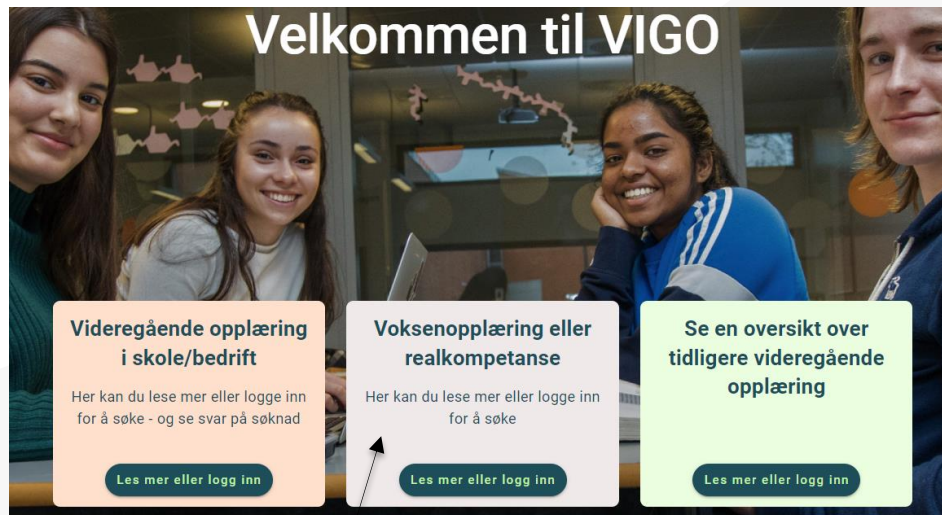 Velkommen til VIGO
Videregående opplæring
i skole/bedrift
Her kan du lese mer eller logge inn
for å søke - og se svar på søknad
Les mer eller logg inn
Voksenopplæring eller
realkompetanse
Her kan du lese mer eller logge inn
for å søke
Les mer eller logg inn
Se en oversikt over
tidligere videregående
opplæring
Les mer eller logg inn